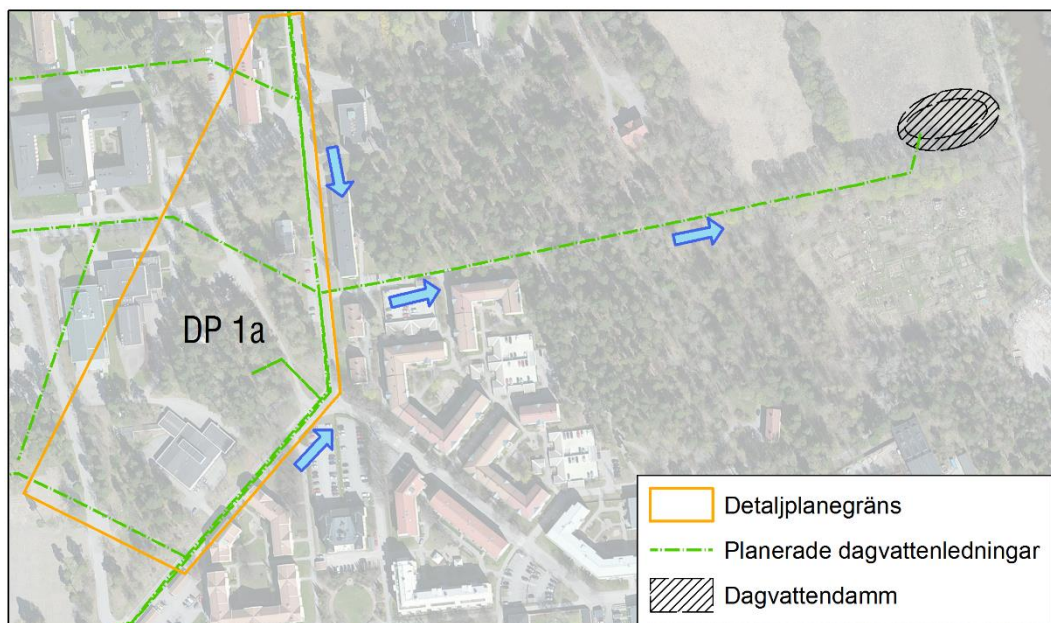 DP 1a
Detaljplanegräns
Planerade dagvattenledningar
Dagvattendamm